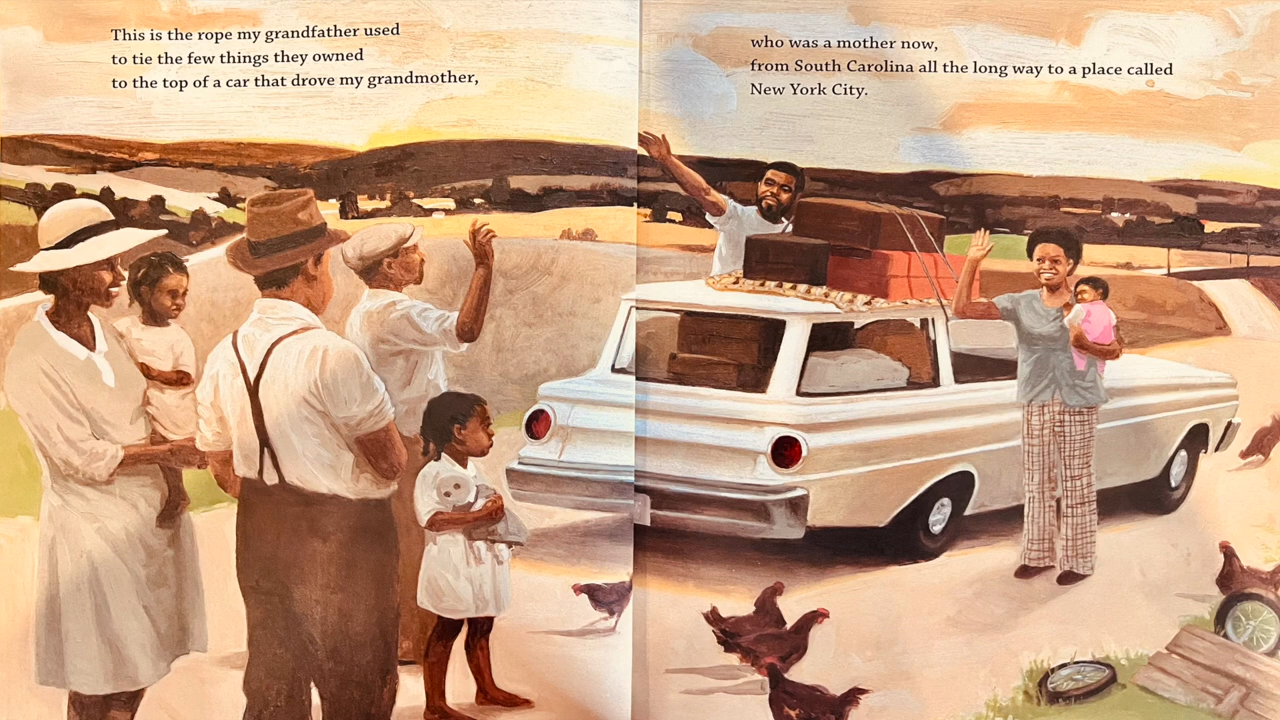 This is the rope my grandfather used
to tie the few things they owned
to the top of a car that drove my grandmother,
who was a mother now,
from South Carolina all the long way to a place called
New York City.